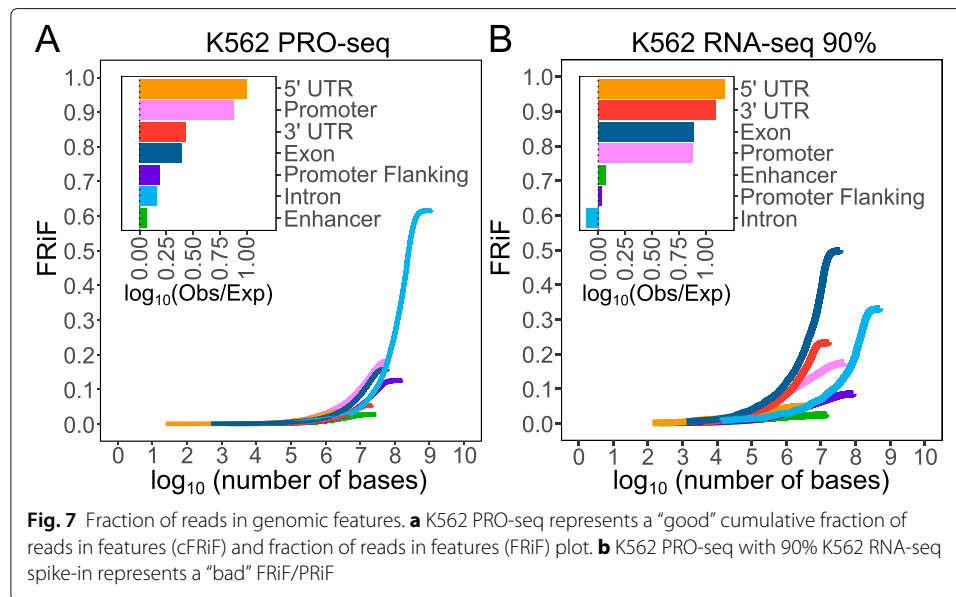 A
K562 PRO-seq
FRiF
1.0
0.9
0.8
0.7
0.6
0.5
0.4
0.3
0.2
0.1
0.0
5' UTR
Promoter
3' UTR
Exon
Promoter Flanking
Intron
Enhancer
0.00
0.25
0.50
0.75
1.00
log10(Obs/Exp)
0 1 2 3 4 5 6 7 8 9 10
log10 (number of bases)
B
K562 RNA-seq 90%
FRiF
1.0
0.9
0.8
0.7
0.6
0.5
0.4
0.3
0.2
0.1
0.0
5' UTR
3' UTR
Exon
Promoter
Enhancer
Promoter Flanking
Intron
0.00
0.25
0.50
0.75
1.00
log10(Obs/Exp)
0 1 2 3 4 5 6 7 8 9 10
log10 (number of bases)
Fig. 7 Fraction of reads in genomic features. a K562 PRO-seq represents a “good” cumulative fraction of
reads in features (cFRiF) and fraction of reads in features (FRiF) plot. b K562 PRO-seq with 90% K562 RNA-seq
spike-in represents a “bad” FRiF/PRiF